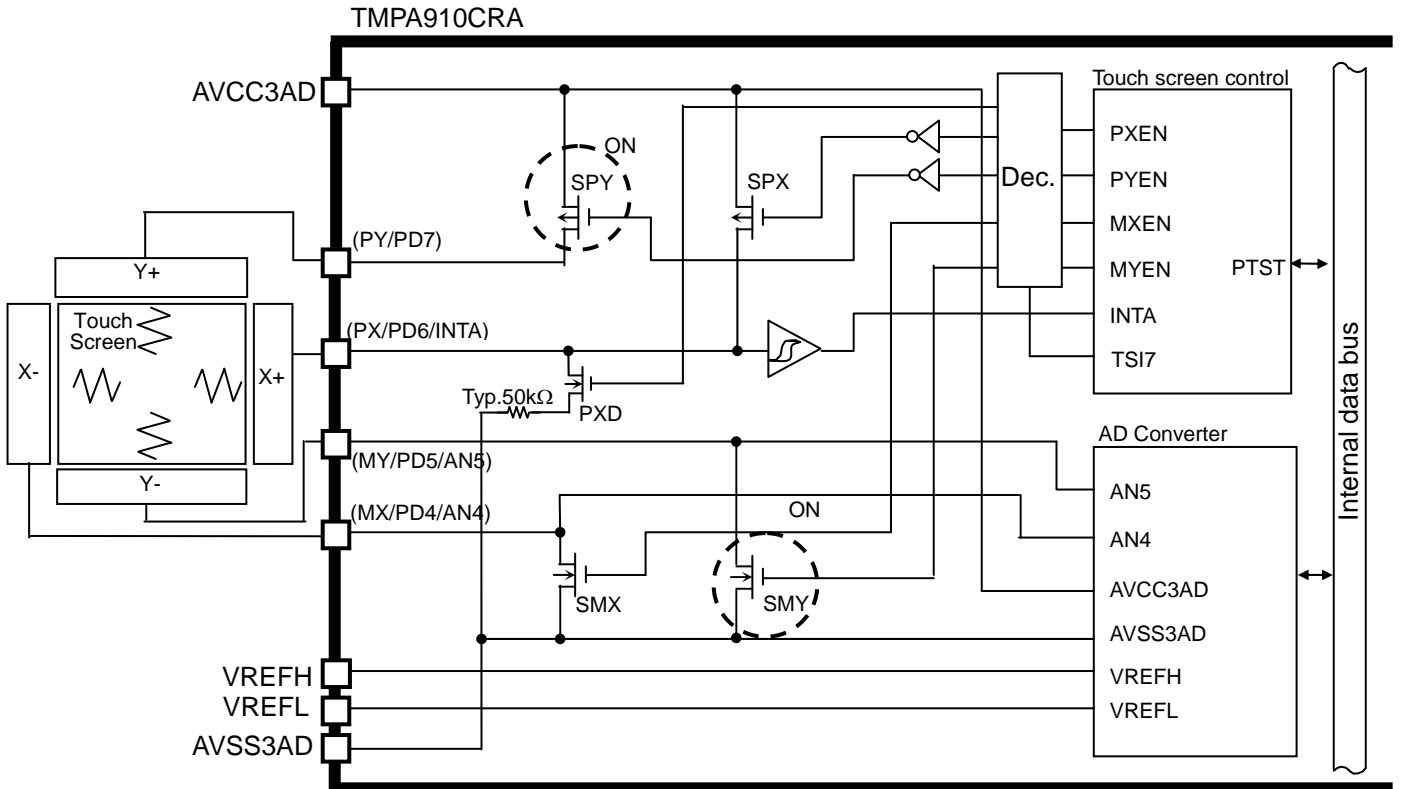 TMPA910CRA
AVCC3AD
Touch screen control
ON
SPY
SPX
Dec.
PXEN
PYEN
MXEN
MYEN
PTST
INTA
TSI7
(PY/PD7)
Y+
(PX/PD6/INTA)
Touch
Screen
X-
X+
Typ.50kΩ
PXD
Internal data bus
(MY/PD5/AN5)
Y-
AD Converter
(MX/PD4/AN4)
ON
AN5
AN4
SMX
SMY
AVCC3AD
AVSS3AD
VREFH
VREFL
VREFH
VREFL
AVSS3AD